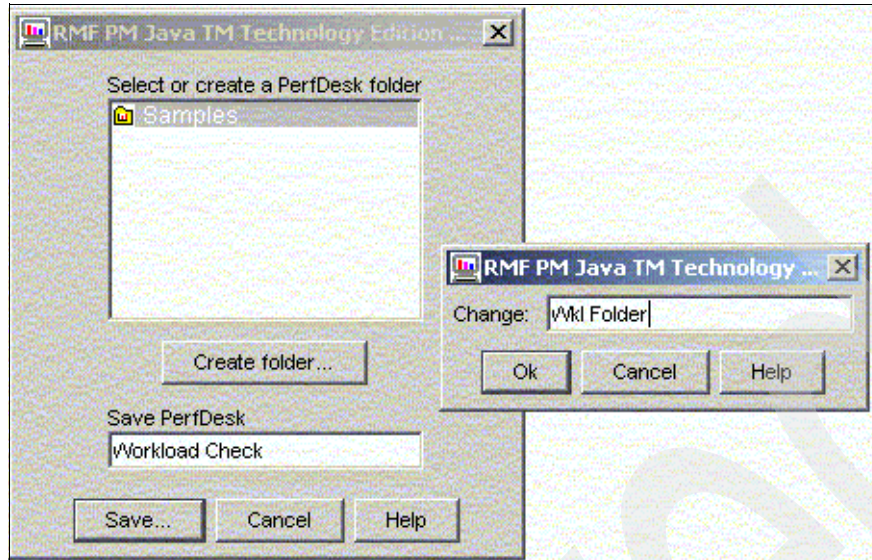 RMF PM Java TM Technology Edition ...
Select or create a PerfDesk folder
Samples
Create folder...
Save PerfDesk
Workload Check
Save...
Cancel
Help
RMF PM Java TM Technology ...
Change:
Wkl Folder
Ok
Cancel
Help